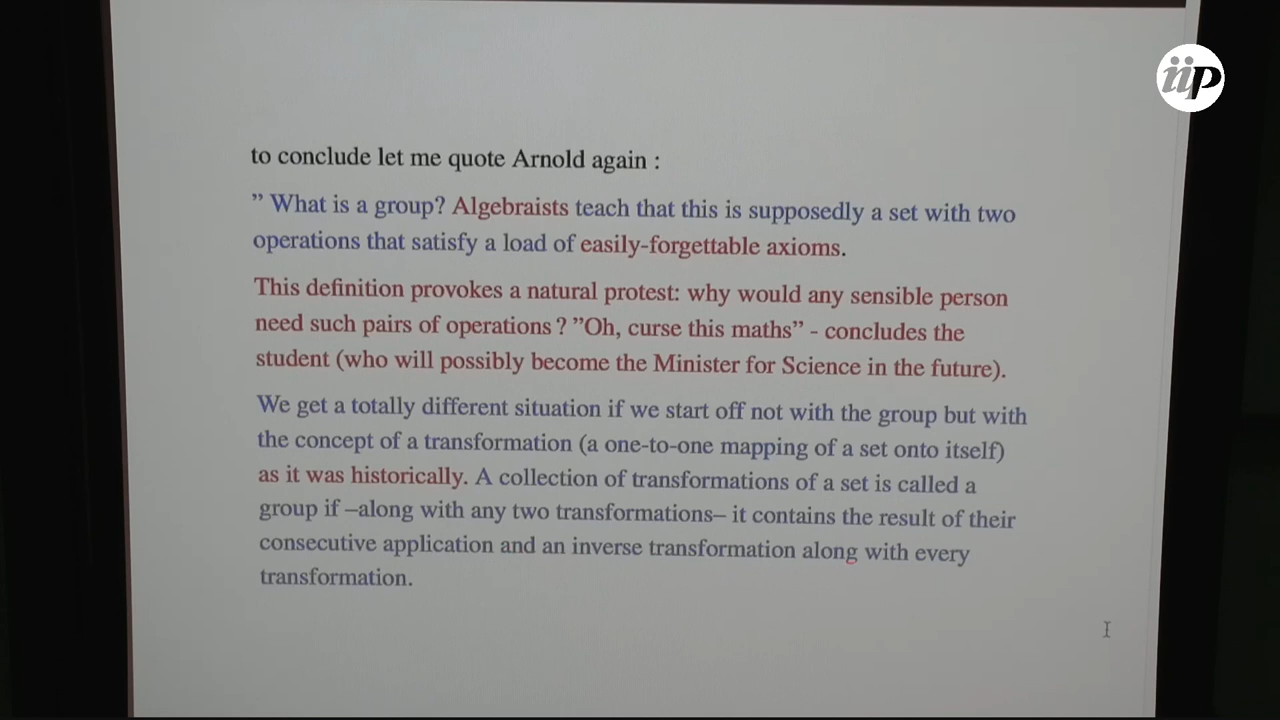 iip
to conclude let me quote Arnold again :
” What is a group? Algebraists teach that this is supposedly a set with two
operations that satisfy a load of easily-forgettable axioms.
This definition provokes a natural protest: why would any sensible person
need such pairs of operations ? ”Oh, curse this maths” - concludes the
student (who will possibly become the Minister for Science in the future).
We get a totally different situation if we start off not with the group but with
the concept of a transformation (a one-to-one mapping of a set onto itself)
as it was historically. A collection of transformations of a set is called a
group if –along with any two transformations– it contains the result of their
consecutive application and an inverse transformation along with every
transformation.